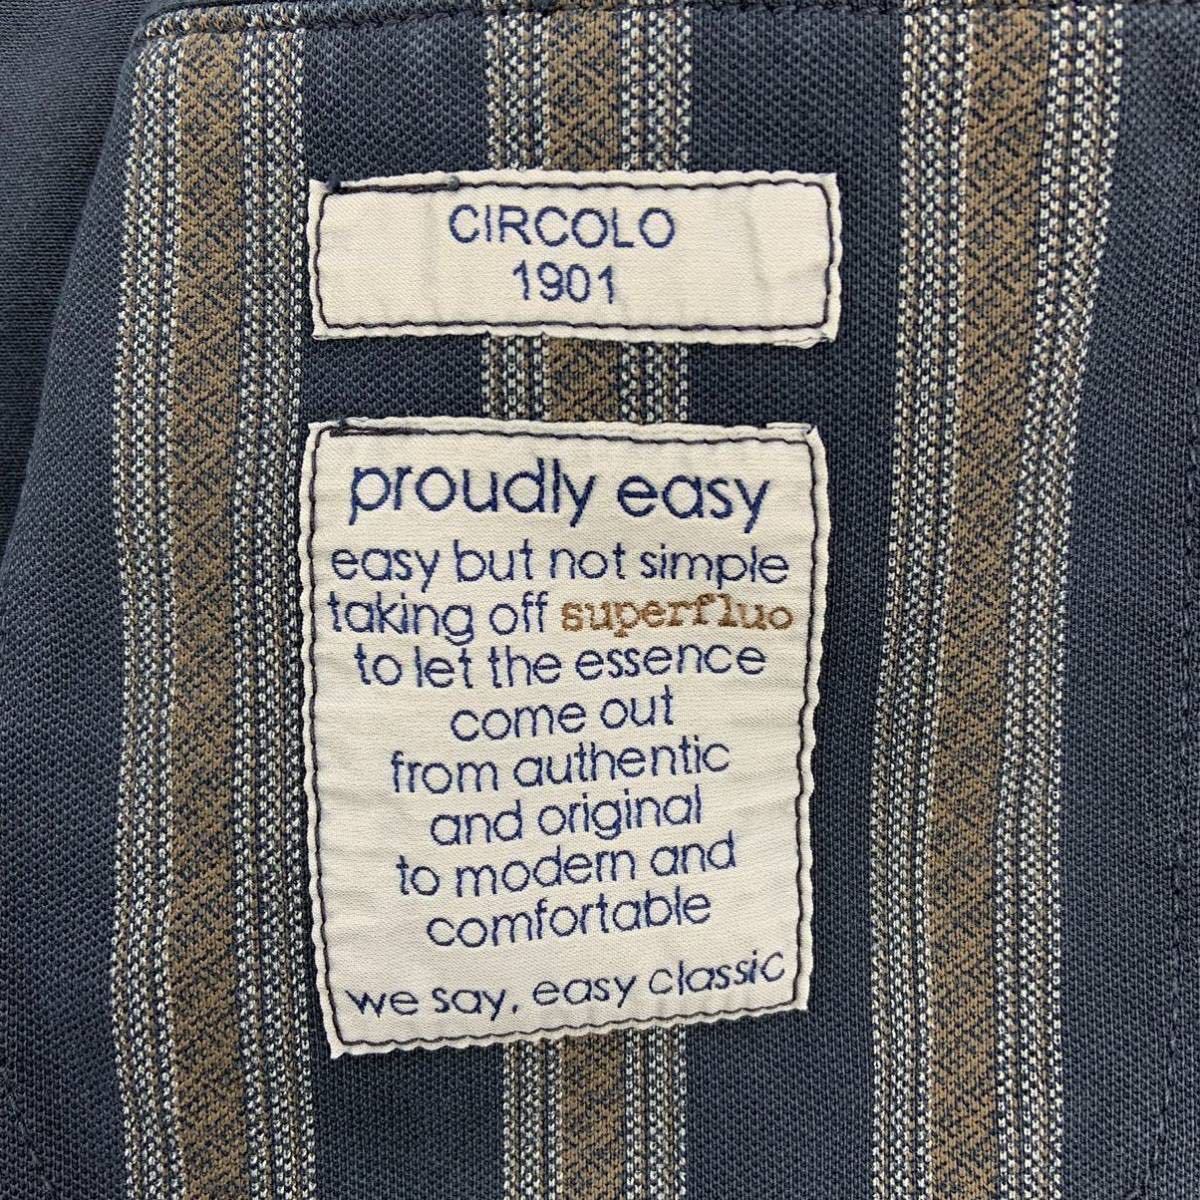 CIRCOLO
1901
proudly easy
easy but not simple
taking off superfluo
to let the essence
come out
from authentic
and original
to modern and
comfortable
we say, easy classic